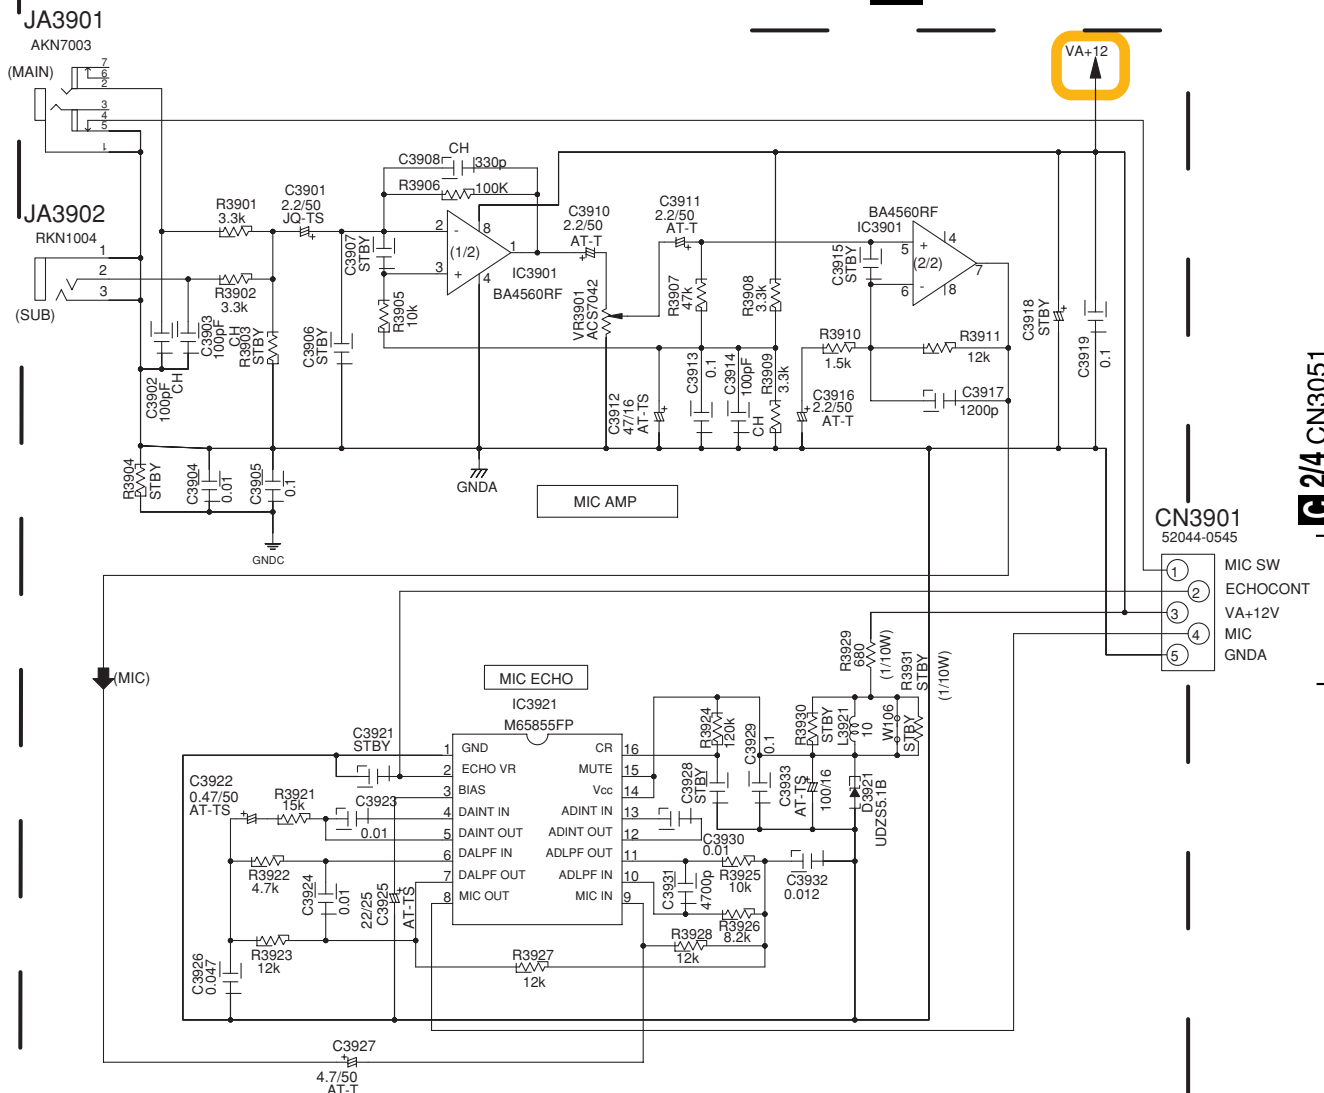 JA3901
AKN7003
(MAIN)
7
6
2
3
4
5
1
JA3902
RKN1004
1
2
3
(SUB)
R3901
3.3k
C3901
2.2/50
JQ-TS
R3902
3.3k
C3902
100pF
CH
C3903
100pF
CH
R3903
STBY
C3906
STBY
C3907
STBY
R3905
10k
C3908
CH
330p
R3906
100K
2
-
8
(1/2)
1
3
+
4
IC3901
BA4560RF
C3910
2.2/50
AT-T
VR3901
ACS7042
C3911
2.2/50
AT-T
R3907
47k
R3908
3.3k
C3912
47/16
AT-TS
C3913
0.1
C3914
100pF
CH
R3909
3.3k
BA4560RF
IC3901
5
+
4
(2/2)
7
6
-
8
C3915
STBY
R3910
1.5k
R3911
12k
C3916
2.2/50
AT-T
C3917
1200p
C3918
STBY
C3919
0.1
VA+12
R3904
STBY
C3904
0.01
C3905
0.1
GNDC
GNDA
MIC AMP
C 2/4 CN3051
CN3901
52044-0545
1 MIC SW
2 ECHOCONT
3 VA+12V
4 MIC
5 GNDA
(MIC)
MIC ECHO
IC3921
M65855FP
1 GND CR 16
2 ECHO VR MUTE 15
3 BIAS Vcc 14
4 DAINT IN ADINT IN 13
5 DAINT OUT ADINT OUT 12
6 DALPF IN ADLPF OUT 11
7 DALPF OUT ADLPF IN 10
8 MIC OUT MIC IN 9
C3921
STBY
C3922
0.47/50
AT-TS
R3921
15k
C3923
0.01
R3922
4.7k
C3924
0.01
22/25
C3925
AT-TS
R3923
12k
C3926
0.047
R3927
12k
C3927
4.7/50
AT-T
R3924
120k
C3928
STBY
C3929
0.1
R3929
680
(1/10W)
R3931
STBY
(1/10W)
R3930
STBY
L3921
10
W106
STBY
C3933
AT-TS
100/16
D3921
UDZS5.1B
C3930
0.01
R3925
10k
C3931
4700p
R3926
8.2k
C3932
0.012
R3928
12k